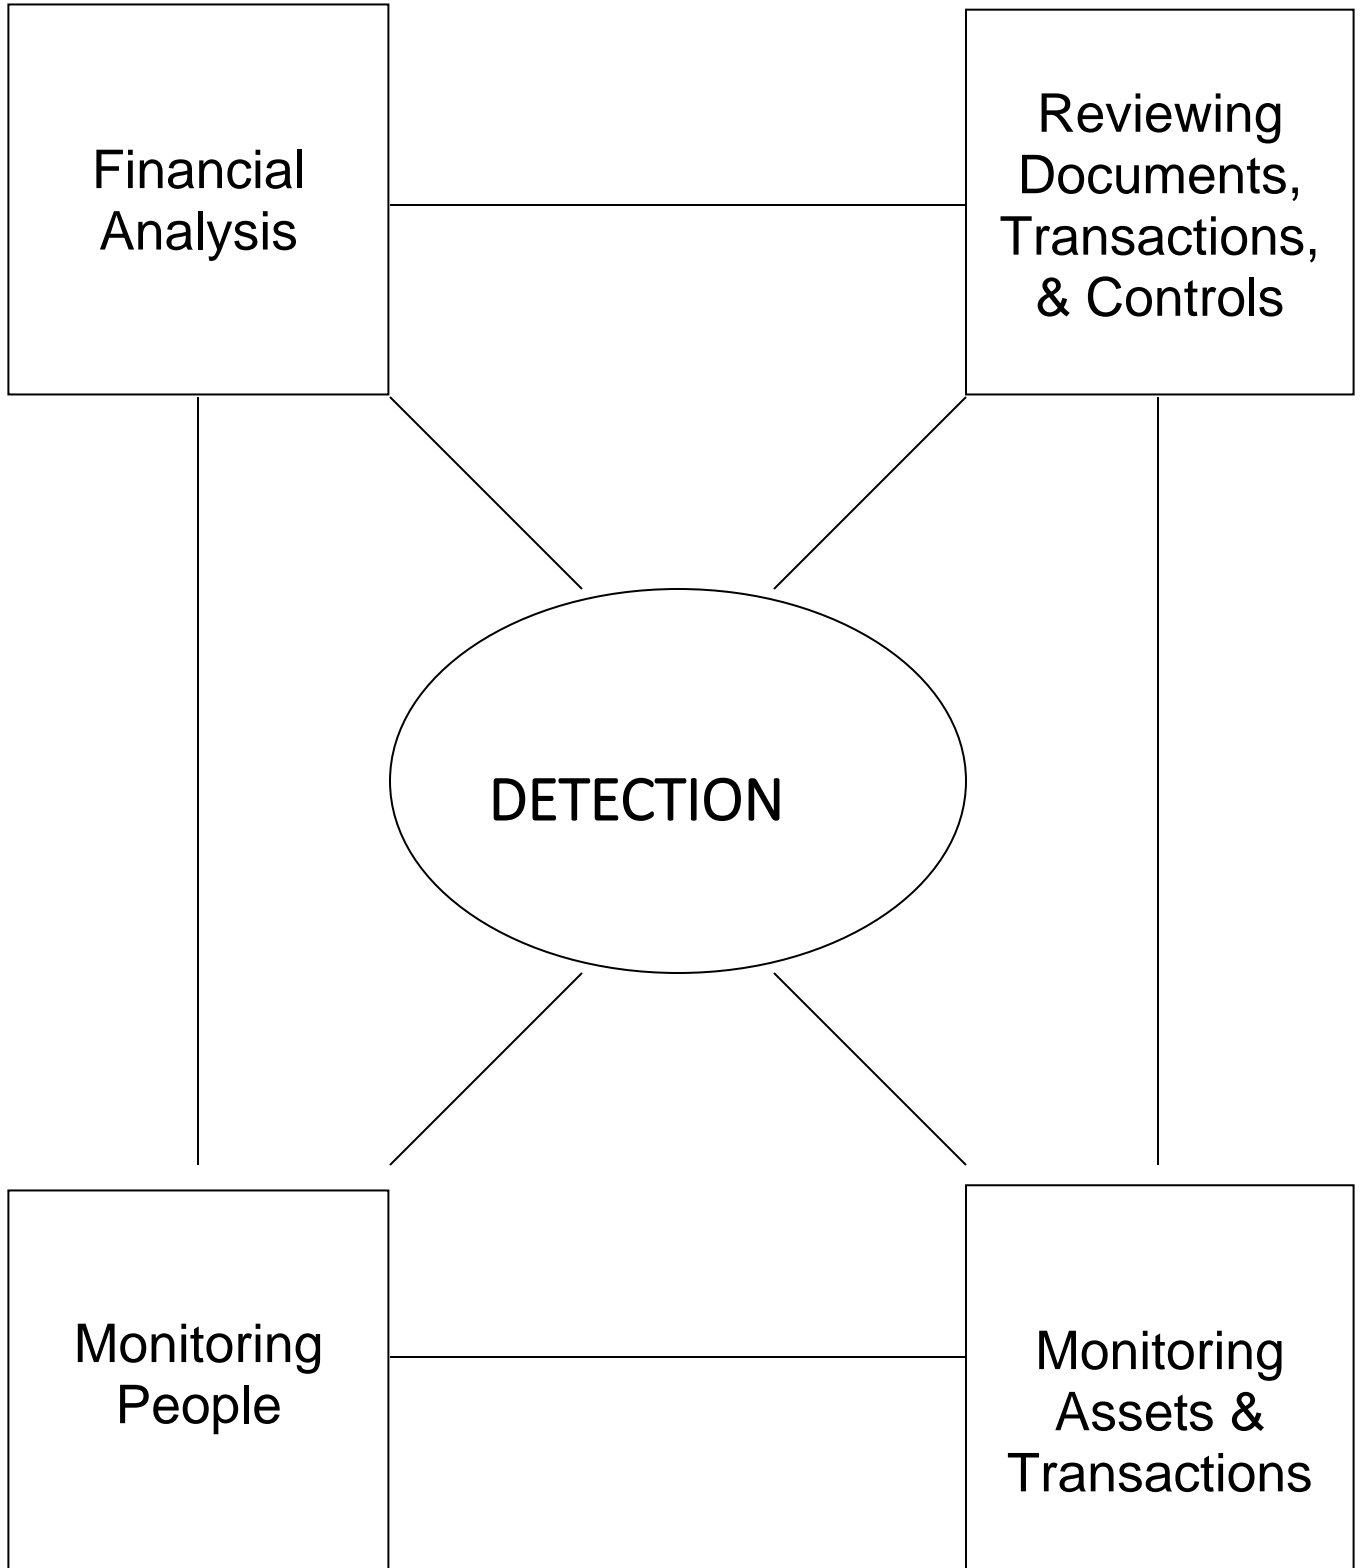 Financial
Analysis
Reviewing
Documents,
Transactions,
& Controls
DETECTION
Monitoring
People
Monitoring
Assets &
Transactions